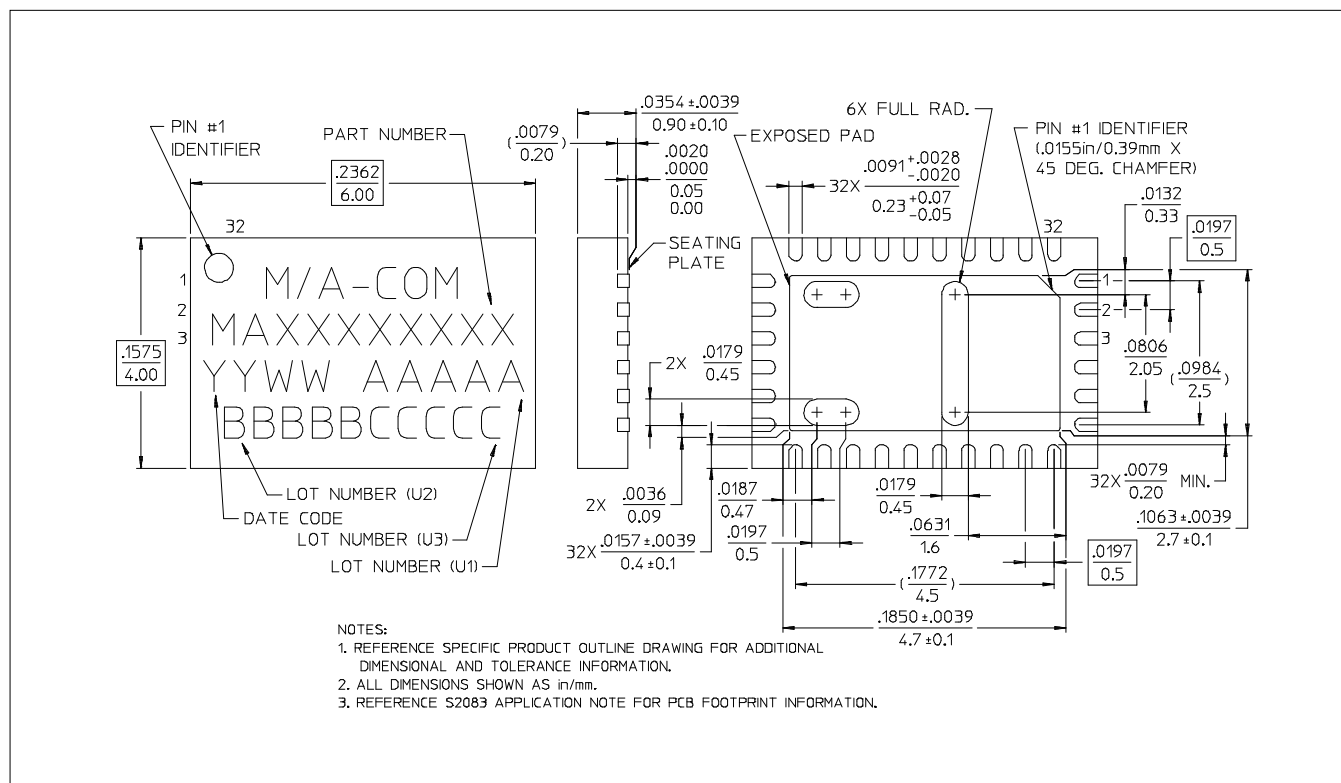 PIN #1
IDENTIFIER
PART NUMBER
.2362
6.00
32
1
2
3
.1575
4.00
M/A-COM
MAXXXXXXXXX
YYWW AAAAA
BBBBBCCCCC
LOT NUMBER (U2)
DATE CODE
LOT NUMBER (U3)
LOT NUMBER (U1)
.0354 ±.0039
0.90 ±0.10
(.0079
0.20)
.0020
.0000
0.05
0.00
SEATING
PLATE
EXPOSED PAD
6X FULL RAD.
32X .0091 +.0028
-.0020
0.23 +0.07
-0.05
PIN #1 IDENTIFIER
(.0155in/0.39mm X
45 DEG. CHAMFER)
32
.0132
0.33
.0197
0.5
1
2
3
.0806
2.05
(.0984
2.5)
2X .0179
0.45
2X .0036
0.09
32X .0157 ±.0039
0.4 ±0.1
.0187
0.47
.0197
0.5
.0179
0.45
.0631
1.6
32X .0079 MIN.
0.20
.1063 ±.0039
2.7 ±0.1
.0197
0.5
(.1772
4.5)
.1850 ±.0039
4.7 ±0.1
NOTES:
1. REFERENCE SPECIFIC PRODUCT OUTLINE DRAWING FOR ADDITIONAL
DIMENSIONAL AND TOLERANCE INFORMATION.
2. ALL DIMENSIONS SHOWN AS in/mm.
3. REFERENCE S2083 APPLICATION NOTE FOR PCB FOOTPRINT INFORMATION.